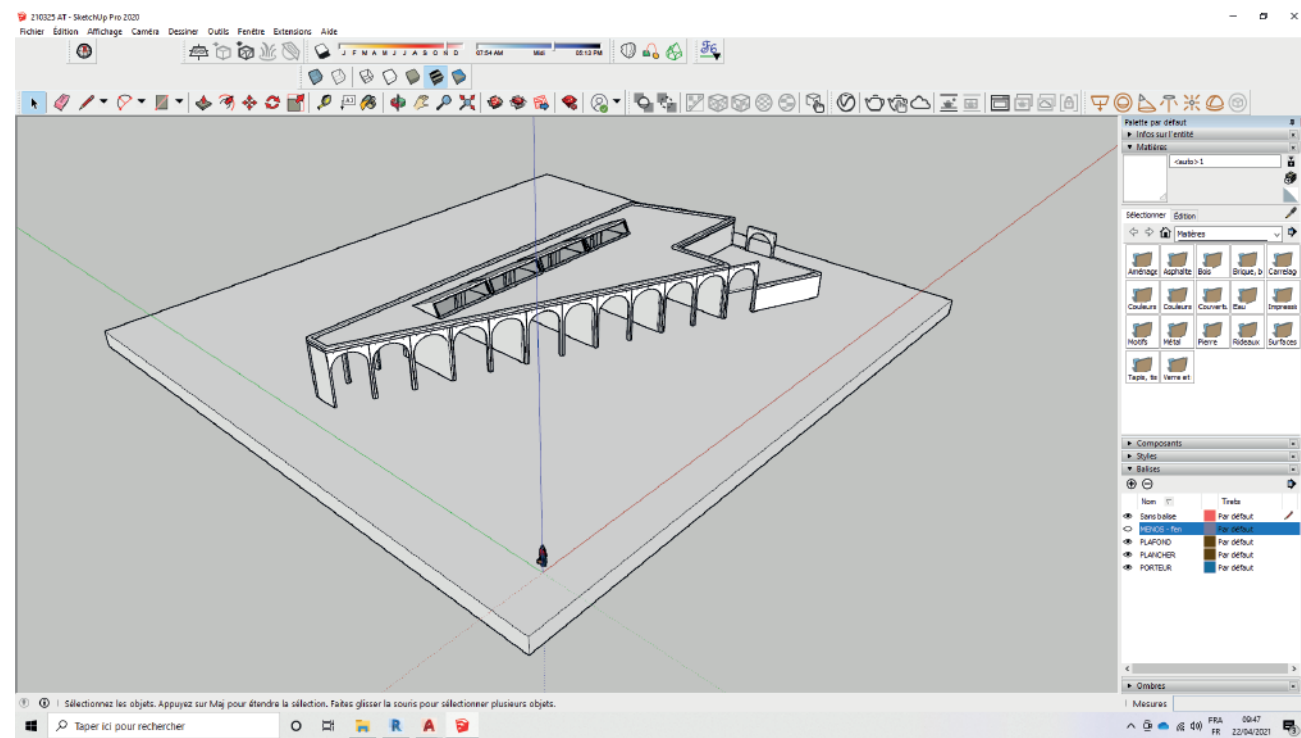 210325 AT - SketchUp Pro 2020
Fichier Édition Affichage Caméra Dessiner Outils Fenêtre Extensions Aide
J F M A M J J A S O N D 07:54 AM Midi 05:13 PM
Palette par défaut
Infos sur l'entité
Matières
<auto>1
Sélectionner Édition
Matières
Aménage Asphalte Bois Brique, b Carrelag
Couleurs Couleurs Couvert. Eau Impressi
Motifs Métal Pierre Rideaux Surfaces
Tapis, tis Verre et
Composants
Styles
Balises
Nom Tirets
Sans balise Par défaut
MENOS - fen Par défaut
PLAFOND Par défaut
PLANCHER Par défaut
PORTEUR Par défaut
Ombres
Sélectionnez les objets. Appuyez sur Maj pour étendre la sélection. Faites glisser la souris pour sélectionner plusieurs objets.
Mesures
Taper ici pour rechercher
R A
FRA 09:47
FR 22/04/2021